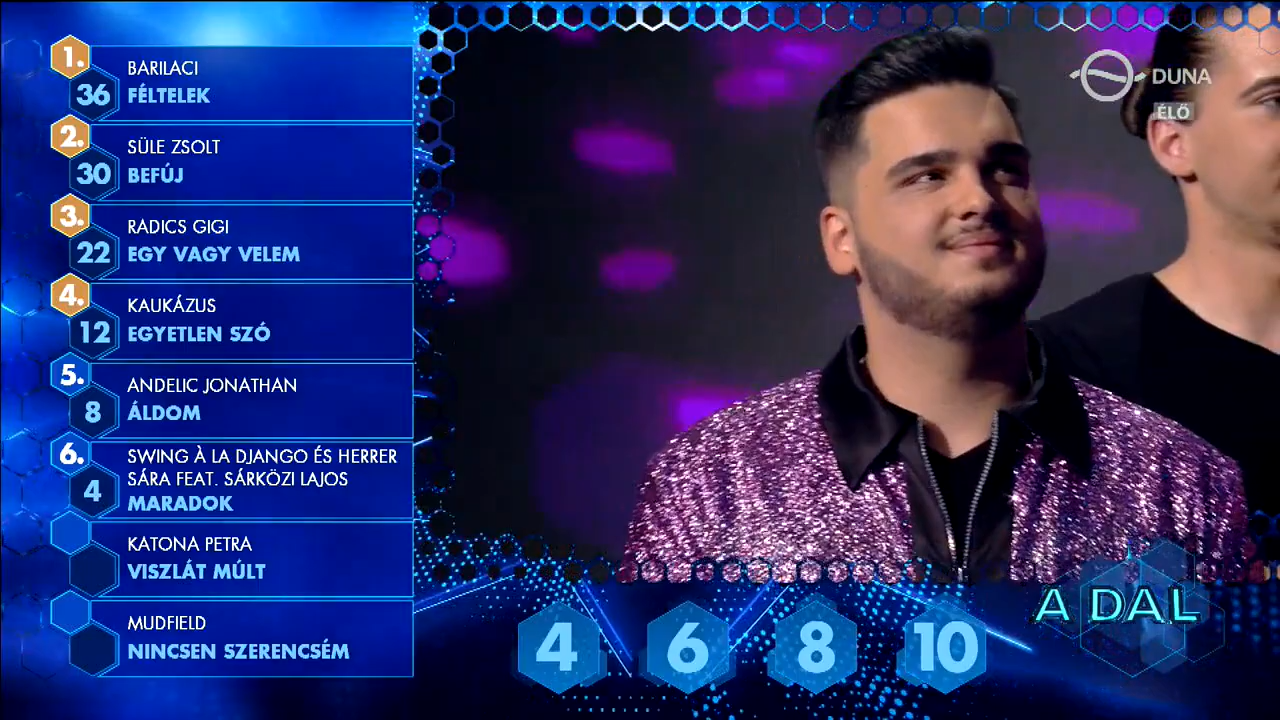 1.
36
BARILACI
FÉLTELEK
2.
30
SÜLE ZSOLT
BEFÚJ
3.
22
RADICS GIGI
EGY VAGY VELEM
4.
12
KAUKÁZUS
EGYETLEN SZÓ
5.
8
ANDELIC JONATHAN
ÁLDOM
6.
4
SWING À LA DJANGO ÉS HERRER
SÁRA FEAT. SÁRKÖZI LAJOS
MARADOK
KATONA PETRA
VISZLÁT MÚLT
MUDFIELD
NINCSEN SZERENCSÉM
DUNA
ÉLŐ
4 6 8 10
A DAL